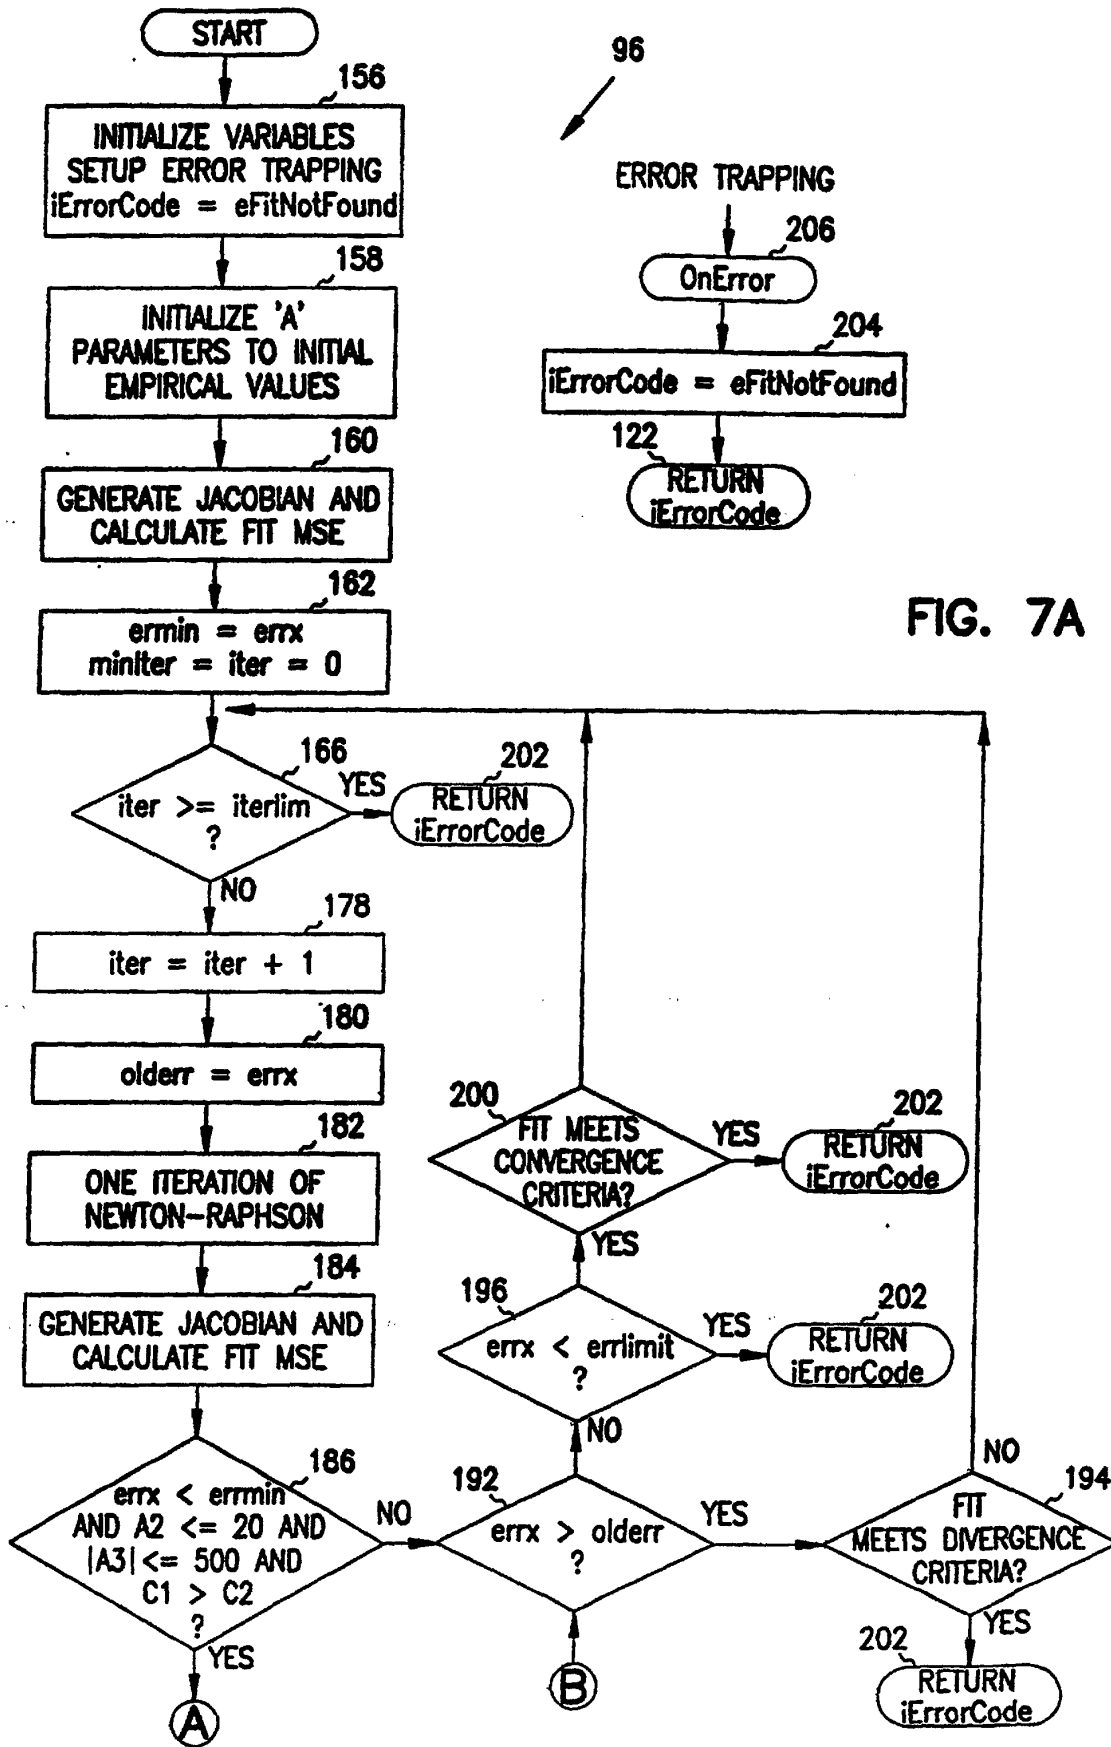 START
156
INITIALIZE VARIABLES
SETUP ERROR TRAPPING
iErrorCode = eFitNotFound
158
INITIALIZE 'A'
PARAMETERS TO INITIAL
EMPIRICAL VALUES
160
GENERATE JACOBIAN AND
CALCULATE FIT MSE
162
ermin = errx
minIter = iter = 0
96
ERROR TRAPPING
206
OnError
204
iErrorCode = eFitNotFound
122
RETURN
iErrorCode
FIG. 7A
166
iter >= iterlim
?
YES
202
RETURN
iErrorCode
NO
178
iter = iter + 1
180
olderr = errx
182
ONE ITERATION OF
NEWTON-RAPHSON
184
GENERATE JACOBIAN AND
CALCULATE FIT MSE
186
errx < errmin
AND A2 <= 20 AND
|A3| <= 500 AND
C1 > C2
?
NO
YES
A
200
FIT MEETS
CONVERGENCE
CRITERIA?
YES
202
RETURN
iErrorCode
YES
196
errx < errlimit
?
YES
202
RETURN
iErrorCode
NO
192
errx > olderr
?
YES
B
NO
194
FIT
MEETS DIVERGENCE
CRITERIA?
YES
202
RETURN
iErrorCode